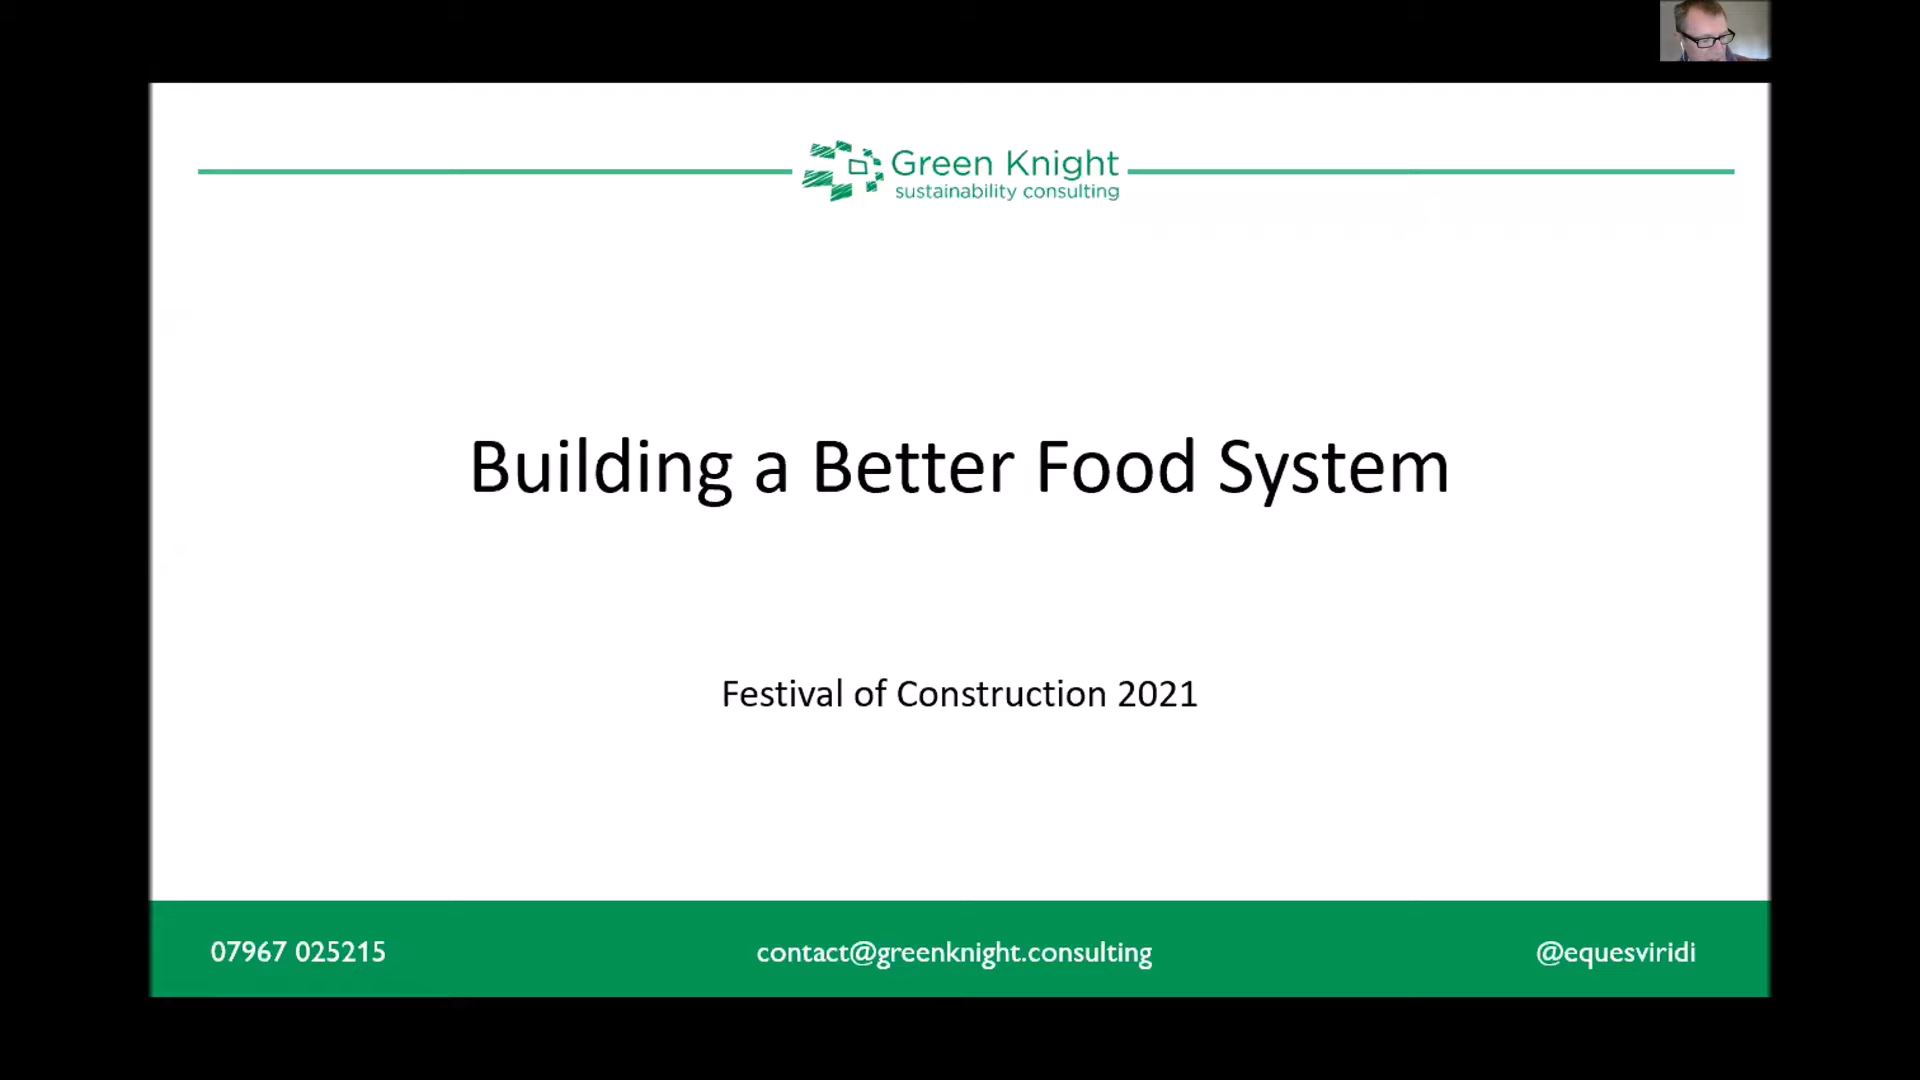 Green Knight
sustainability consulting
Building a Better Food System
Festival of Construction 2021
07967 025215
contact@greenknight.consulting
@equesviridi